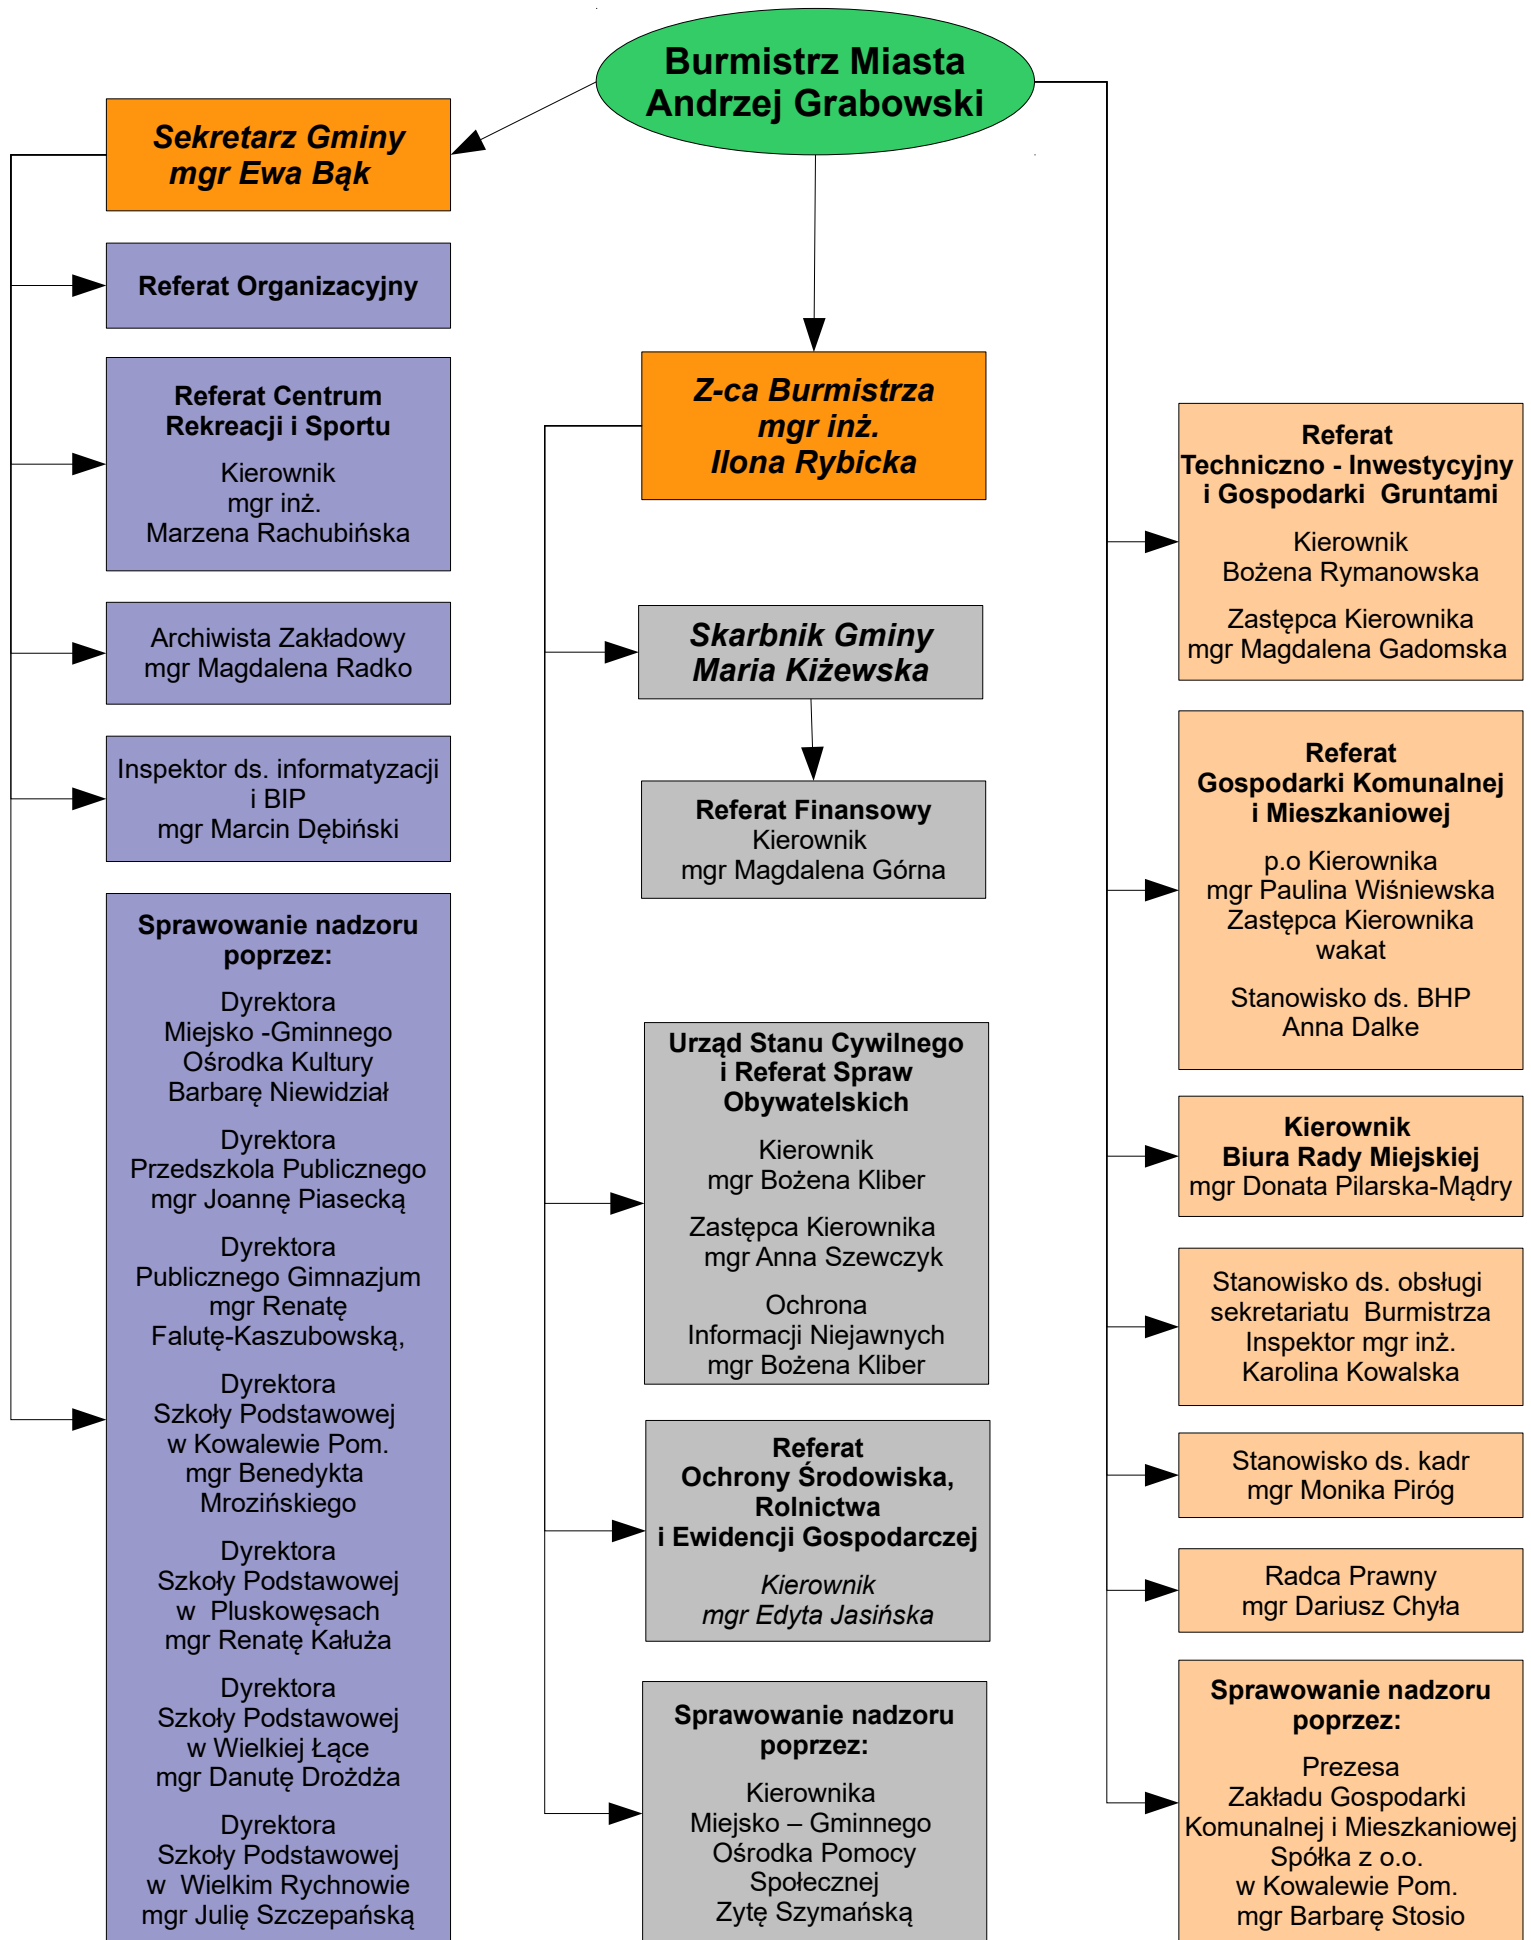 Burmistrz Miasta
Andrzej Grabowski
Sekretarz Gminy
mgr Ewa Bąk
Referat Organizacyjny
Referat Centrum
Rekreacji i Sportu
Kierownik
mgr inż.
Marzena Rachubińska
Archiwista Zakładowy
mgr Magdalena Radko
Inspektor ds. informatyzacji
i BIP
mgr Marcin Dębiński
Sprawowanie nadzoru
poprzez:
Dyrektora
Miejsko -Gminnego
Ośrodka Kultury
Barbarę Niewidział
Dyrektora
Przedszkola Publicznego
mgr Joannę Piasecką
Dyrektora
Publicznego Gimnazjum
mgr Renatę
Falutę-Kaszubowską,
Dyrektora
Szkoły Podstawowej
w Kowalewie Pom.
mgr Benedykta
Mrozińskiego
Dyrektora
Szkoły Podstawowej
w Pluskowęsach
mgr Renatę Kałuża
Dyrektora
Szkoły Podstawowej
w Wielkiej Łące
mgr Danutę Drożdża
Dyrektora
Szkoły Podstawowej
w Wielkim Rychnowie
mgr Julię Szczepańską
Z-ca Burmistrza
mgr inż.
Ilona Rybicka
Skarbnik Gminy
Maria Kiżewska
Referat Finansowy
Kierownik
mgr Magdalena Górna
Urząd Stanu Cywilnego
i Referat Spraw
Obywatelskich
Kierownik
mgr Bożena Kliber
Zastępca Kierownika
mgr Anna Szewczyk
Ochrona
Informacji Niejawnych
mgr Bożena Kliber
Referat
Ochrony Środowiska,
Rolnictwa
i Ewidencji Gospodarczej
Kierownik
mgr Edyta Jasińska
Sprawowanie nadzoru
poprzez:
Kierownika
Miejsko – Gminnego
Ośrodka Pomocy
Społecznej
Zytę Szymańską
Referat
Techniczno - Inwestycyjny
i Gospodarki Gruntami
Kierownik
Bożena Rymanowska
Zastępca Kierownika
mgr Magdalena Gadomska
Referat
Gospodarki Komunalnej
i Mieszkaniowej
p.o Kierownika
mgr Paulina Wiśniewska
Zastępca Kierownika
wakat
Stanowisko ds. BHP
Anna Dalke
Kierownik
Biura Rady Miejskiej
mgr Donata Pilarska-Mądry
Stanowisko ds. obsługi
sekretariatu Burmistrza
Inspektor mgr inż.
Karolina Kowalska
Stanowisko ds. kadr
mgr Monika Piróg
Radca Prawny
mgr Dariusz Chyła
Sprawowanie nadzoru
poprzez:
Prezesa
Zakładu Gospodarki
Komunalnej i Mieszkaniowej
Spółka z o.o.
w Kowalewie Pom.
mgr Barbarę Stosio